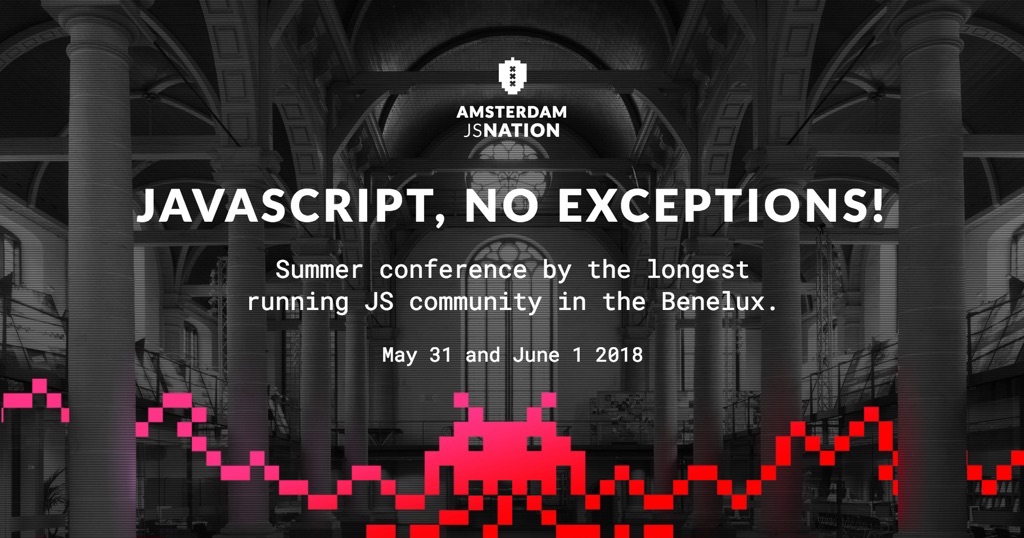 AMSTERDAM
JSNATION
JAVASCRIPT, NO EXCEPTIONS!
Summer conference by the longest
running JS community in the Benelux.
May 31 and June 1 2018